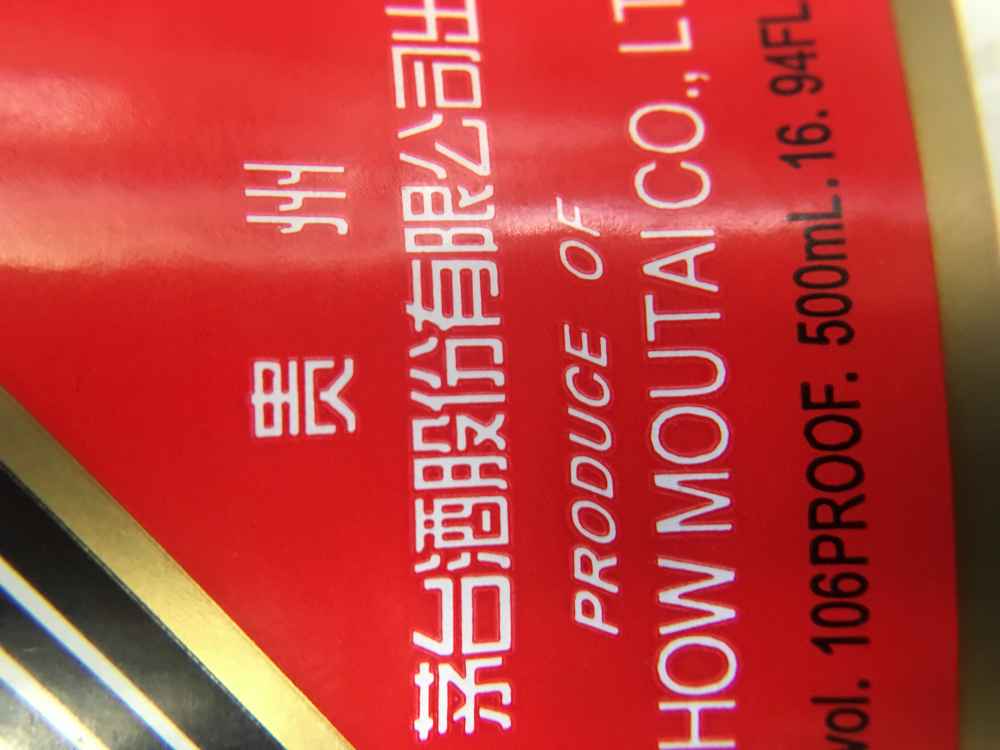 贵 州
茅台酒股份有限公司出
PRODUCE OF
HOW MOUTAI CO., LT
vol. 106PROOF. 500mL. 16. 94FL